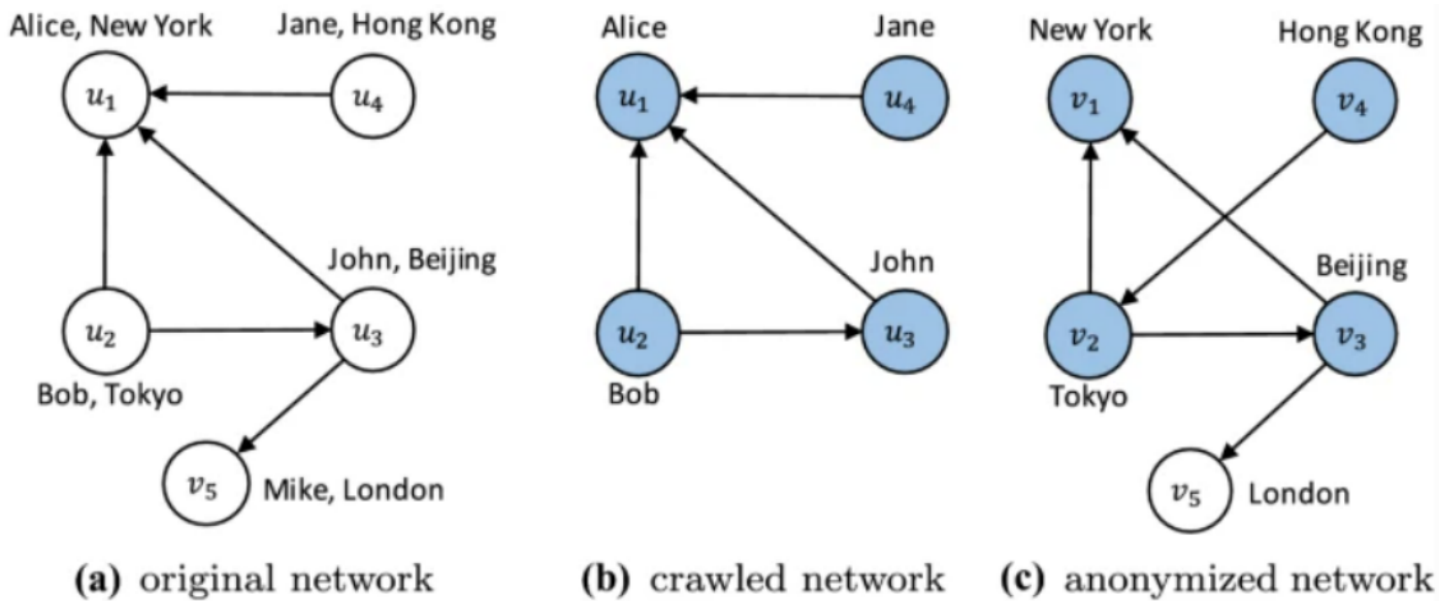 Alice, New York
Jane, Hong Kong
u1
u4
John, Beijing
u2
u3
Bob, Tokyo
v5
Mike, London
(a) original network
Alice
Jane
u1
u4
John
u2
u3
Bob
(b) crawled network
New York
Hong Kong
v1
v4
Beijing
v2
v3
Tokyo
v5
London
(c) anonymized network